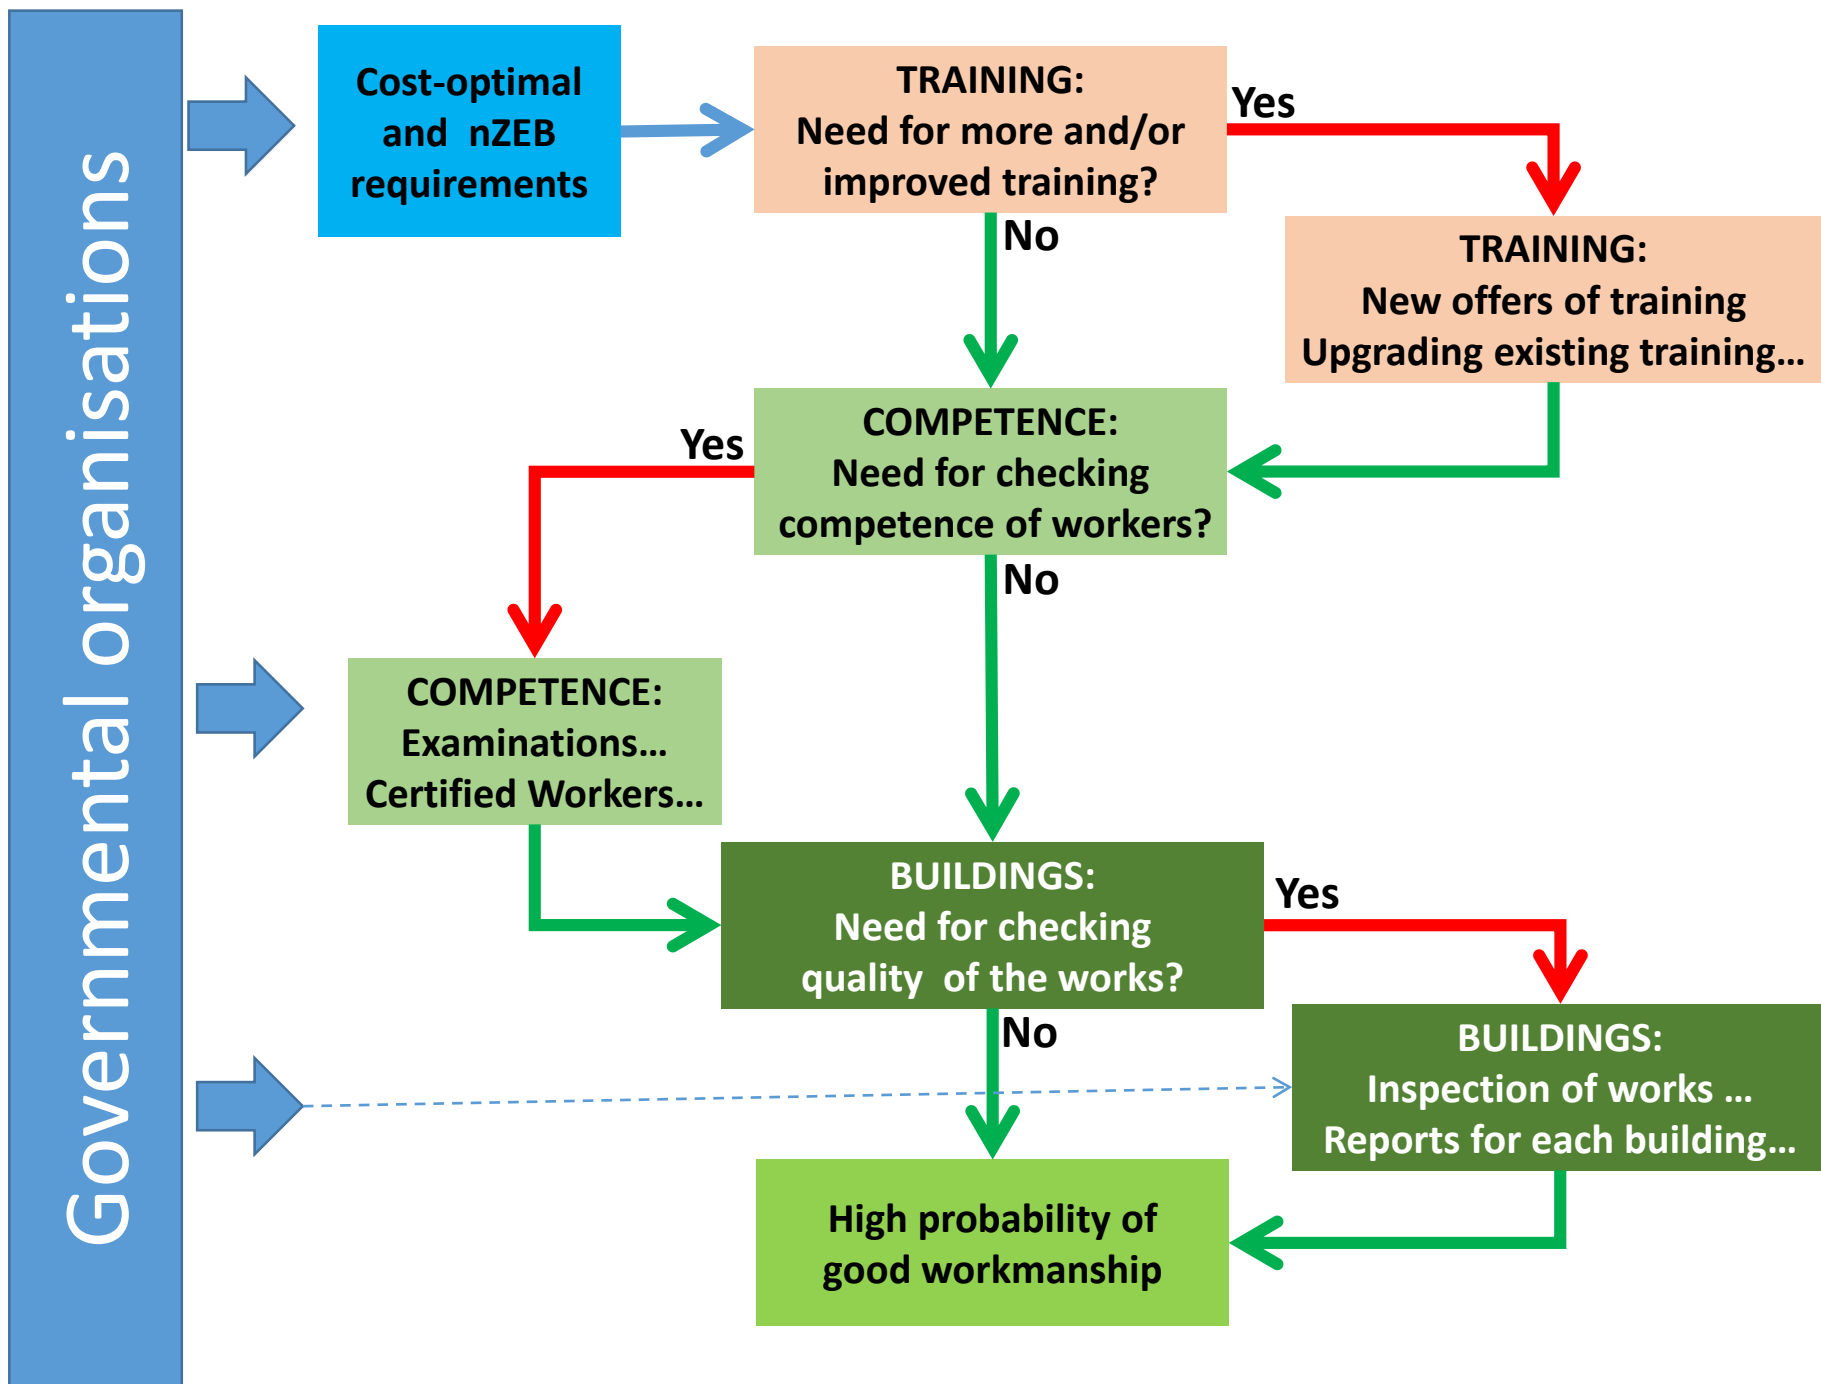 Governmental organisations
Cost-optimal
and nZEB
requirements
TRAINING:
Need for more and/or
improved training?
Yes
No
TRAINING:
New offers of training
Upgrading existing training...
COMPETENCE:
Need for checking
competence of workers?
Yes
No
COMPETENCE:
Examinations...
Certified Workers...
BUILDINGS:
Need for checking
quality of the works?
Yes
No
BUILDINGS:
Inspection of works ...
Reports for each building...
High probability of
good workmanship